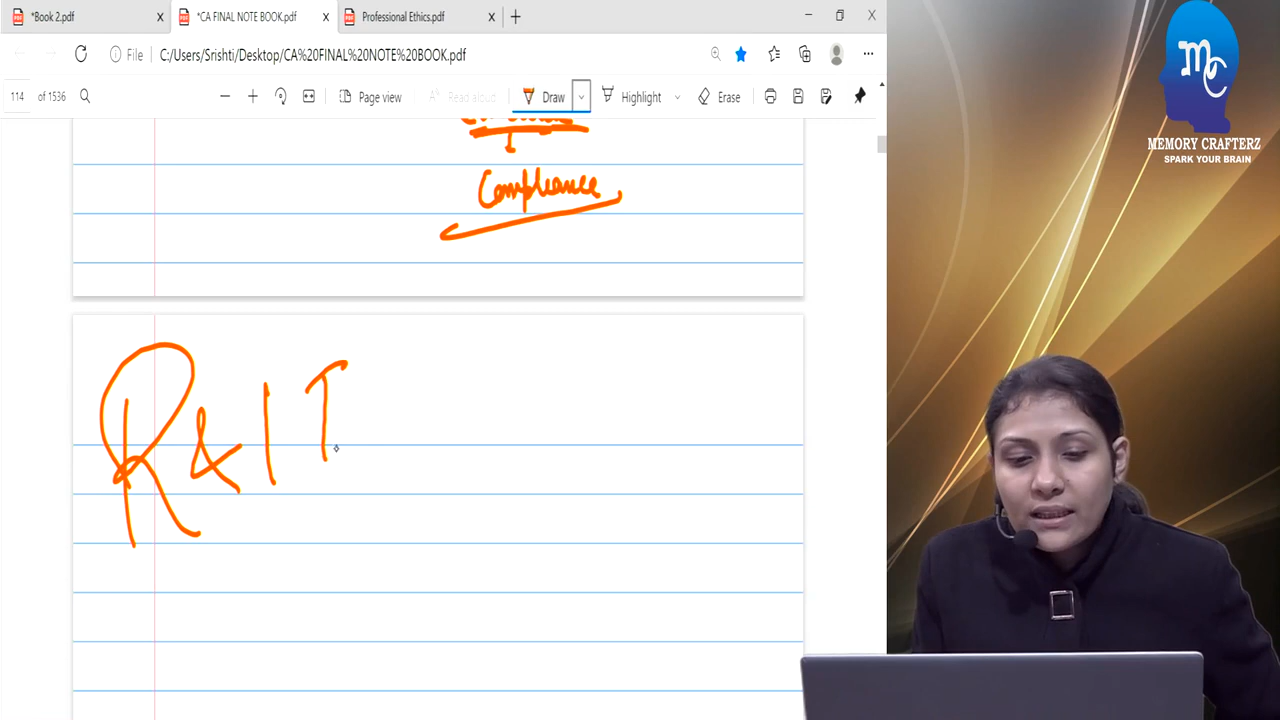 *Book 2.pdf
*CA FINAL NOTE BOOK.pdf
Professional Ethics.pdf
File
C:/Users/Srishti/Desktop/CA%20FINAL%20NOTE%20BOOK.pdf
114 of 1536
Page view
Read aloud
Draw
Highlight
Erase
Compliance
R & I T
MC
MEMORY CRAFTERZ
SPARK YOUR BRAIN